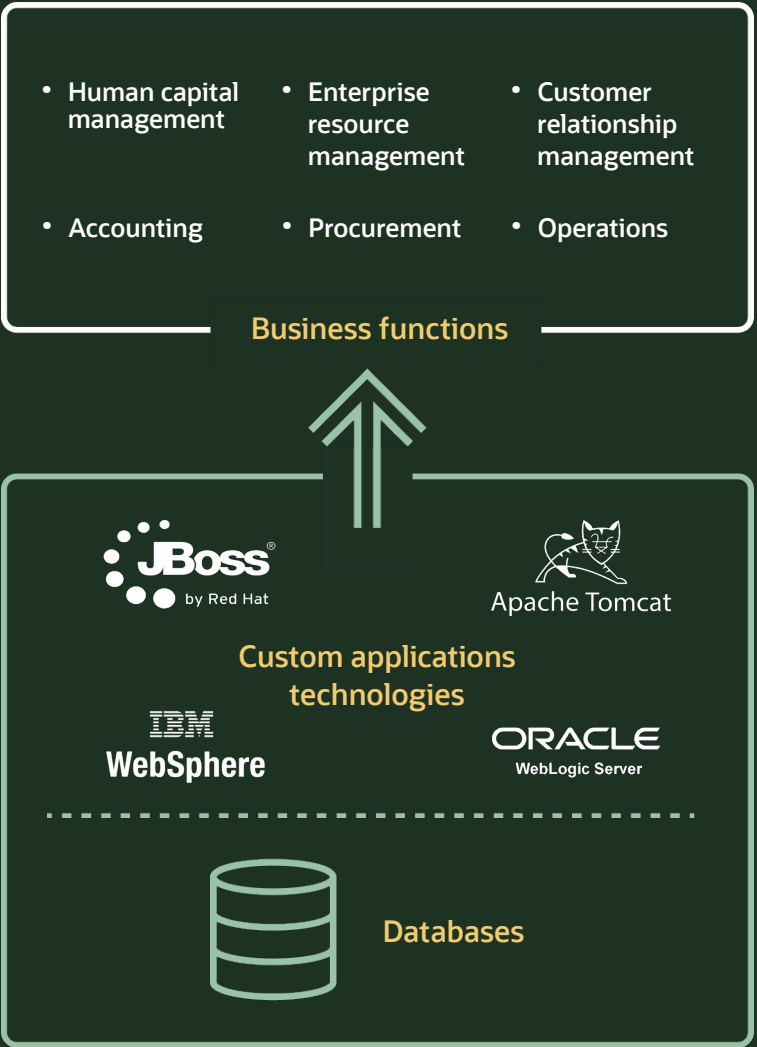 • Human capital
management
• Enterprise
resource
management
• Customer
relationship
management
• Accounting
• Procurement
• Operations
Business functions
JBoss®
by Red Hat
Apache Tomcat
Custom applications
technologies
IBM
WebSphere
ORACLE
WebLogic Server
Databases